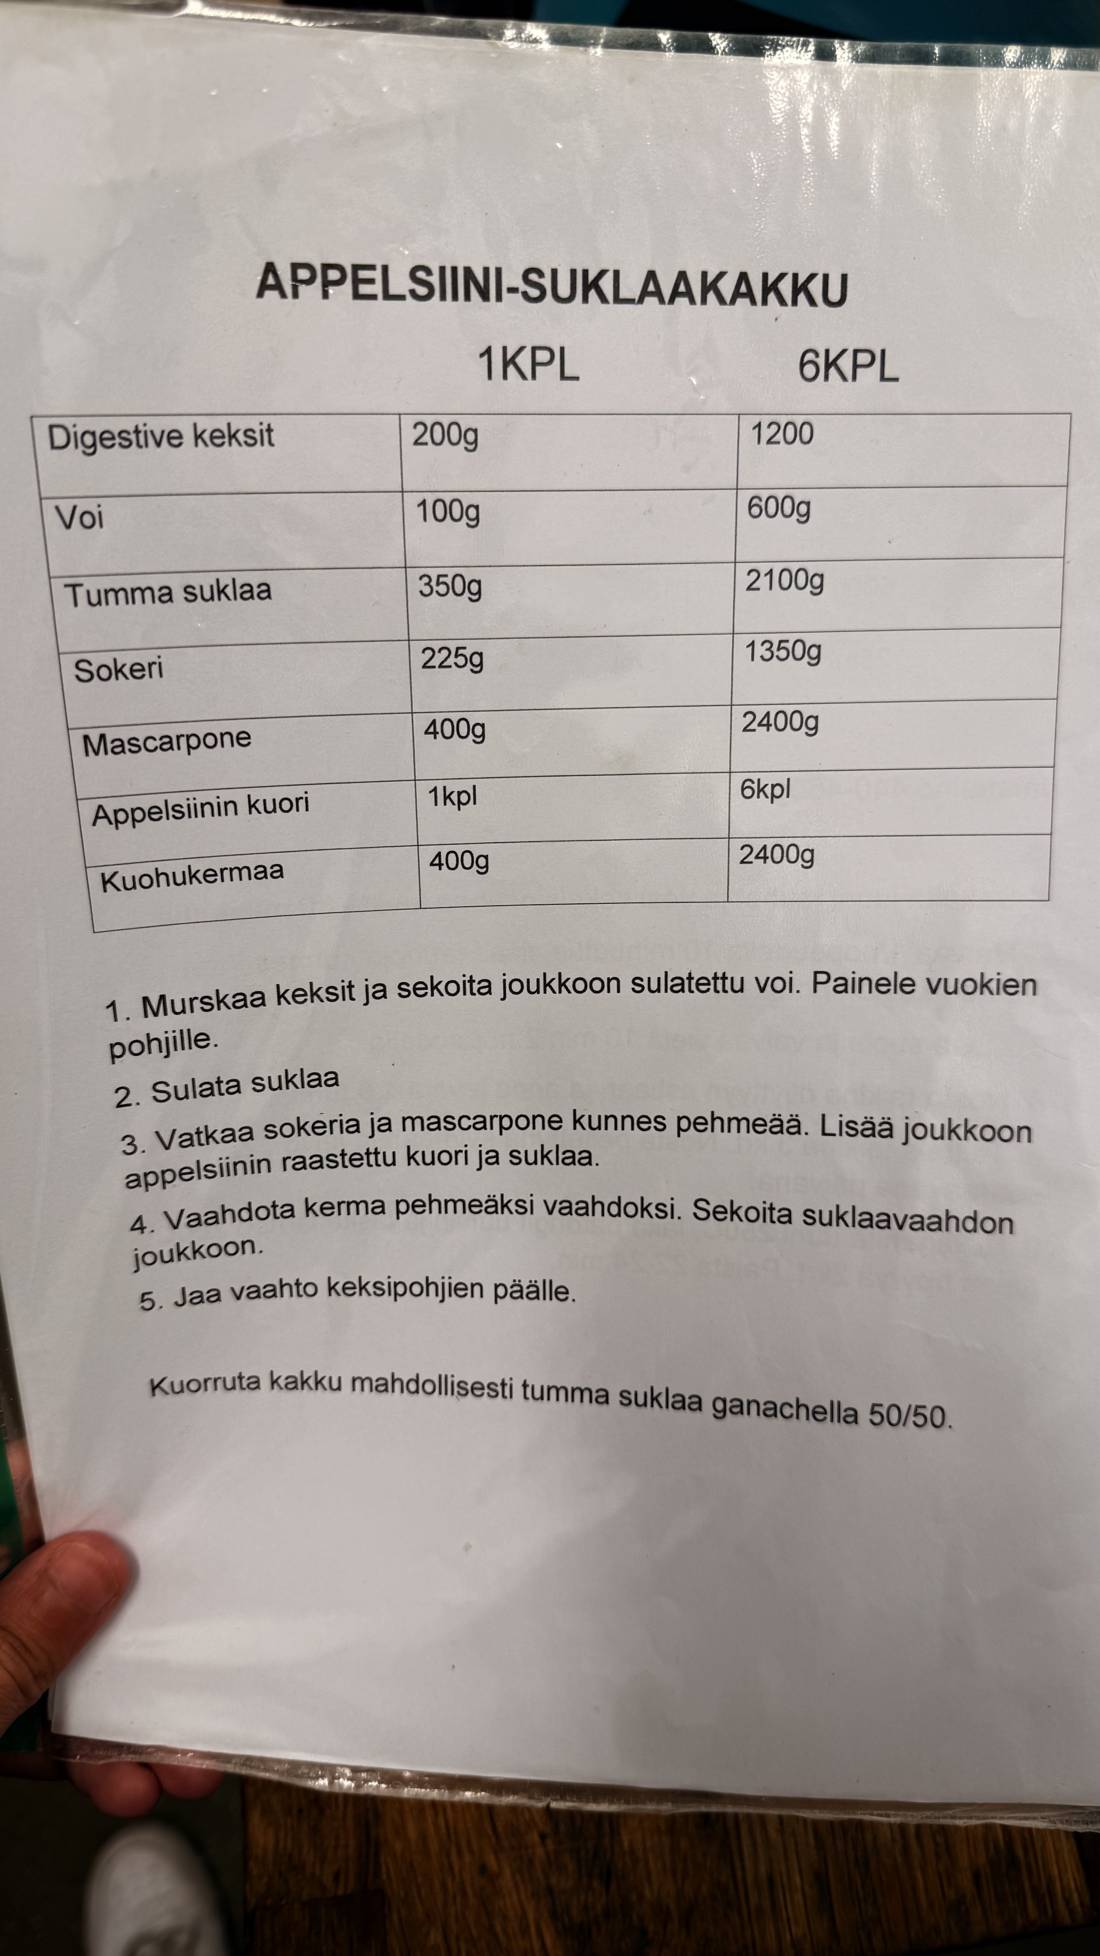 APPELSIINI-SUKLAAKAKKU
1KPL 6KPL
Digestive keksit 200g 1200
Voi 100g 600g
Tumma suklaa 350g 2100g
Sokeri 225g 1350g
Mascarpone 400g 2400g
Appelsiinin kuori 1kpl 6kpl
Kuohukermaa 400g 2400g
1. Murskaa keksit ja sekoita joukkoon sulatettu voi. Painele vuokien
pohjille.
2. Sulata suklaa
3. Vatkaa sokeria ja mascarpone kunnes pehmeää. Lisää joukkoon
appelsiinin raastettu kuori ja suklaa.
4. Vaahdota kerma pehmeäksi vaahdoksi. Sekoita suklaavaahdon
joukkoon.
5. Jaa vaahto keksipohjien päälle.
Kuorruta kakku mahdollisesti tumma suklaa ganachella 50/50.